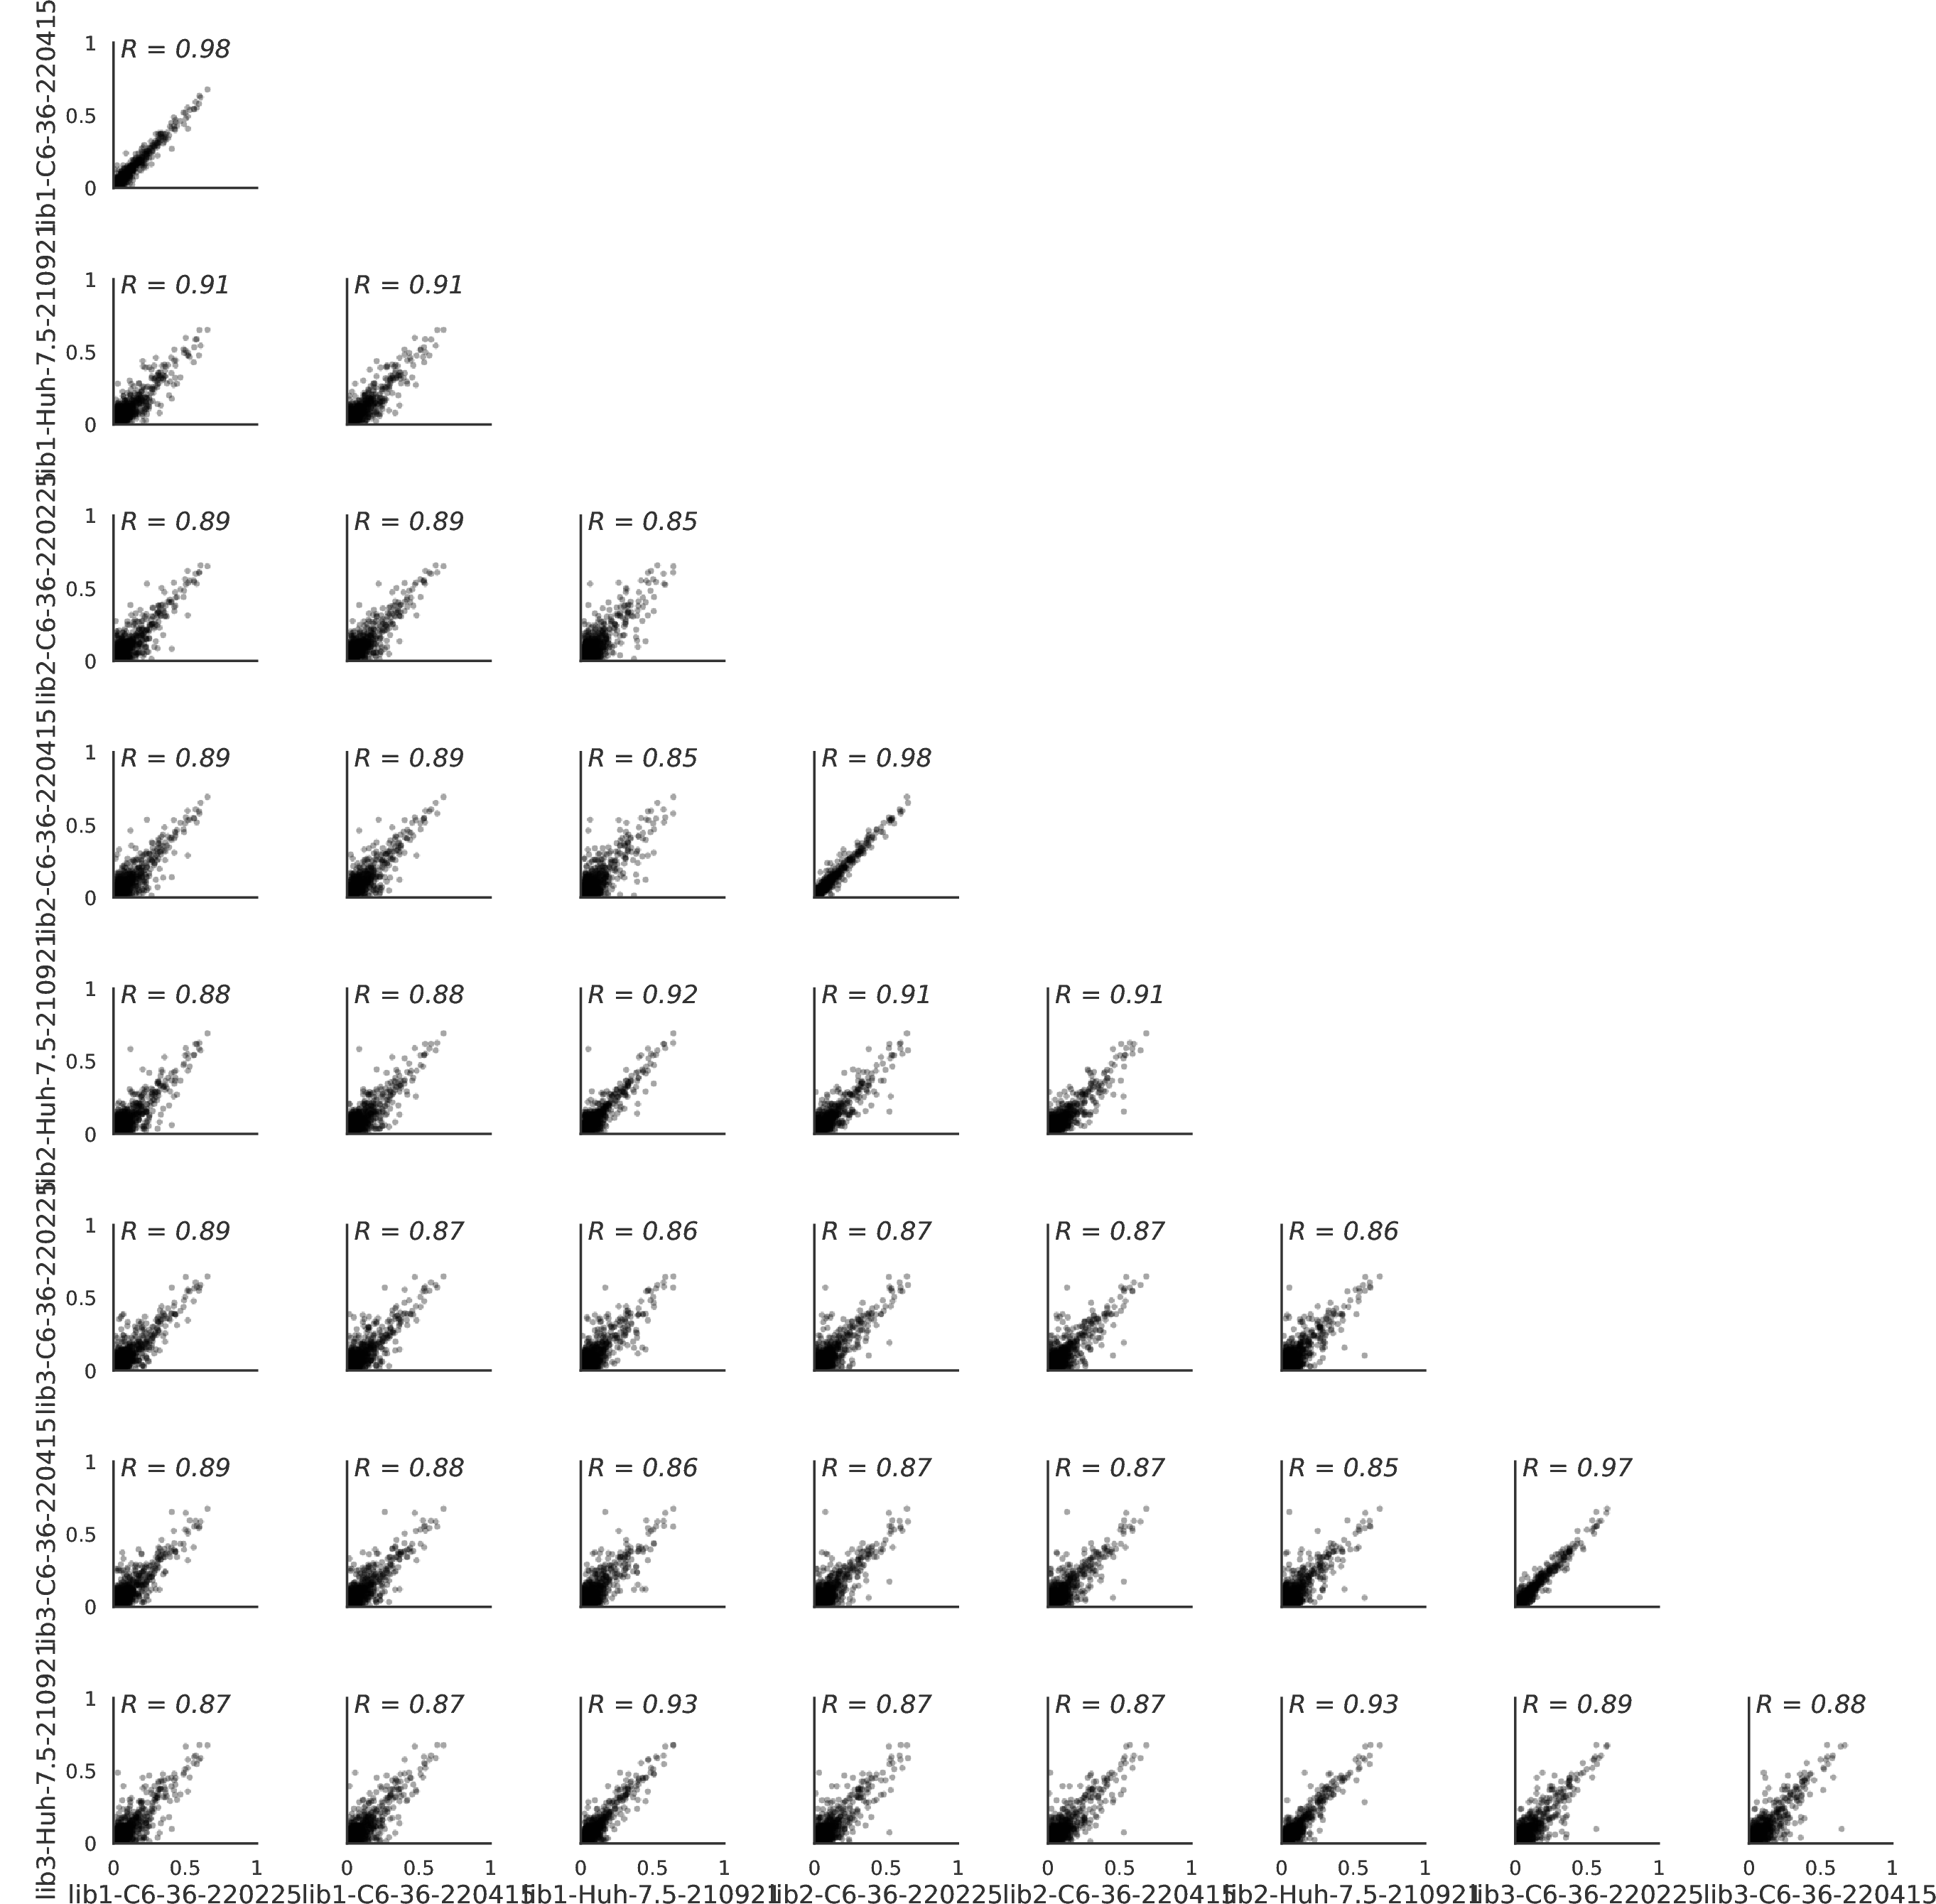 lib1-C6-36-220415
1
R = 0.98
0.5
0
lib1-Huh-7.5-210921
1
R = 0.91
R = 0.91
0.5
0
lib2-C6-36-220225
1
R = 0.89
R = 0.89
R = 0.85
0.5
0
lib2-C6-36-220415
1
R = 0.89
R = 0.89
R = 0.85
R = 0.98
0.5
0
lib2-Huh-7.5-210921
1
R = 0.88
R = 0.88
R = 0.92
R = 0.91
R = 0.91
0.5
0
lib3-C6-36-220225
1
R = 0.89
R = 0.87
R = 0.86
R = 0.87
R = 0.87
R = 0.86
0.5
0
lib3-C6-36-220415
1
R = 0.89
R = 0.88
R = 0.86
R = 0.87
R = 0.87
R = 0.85
R = 0.97
0.5
0
lib3-Huh-7.5-210921
1
R = 0.87
R = 0.87
R = 0.93
R = 0.87
R = 0.87
R = 0.93
R = 0.89
R = 0.88
0.5
0
0 0.5 1
0 0.5 1
0 0.5 1
0 0.5 1
0 0.5 1
0 0.5 1
0 0.5 1
0 0.5 1
lib1-C6-36-220225
lib1-C6-36-220415
lib1-Huh-7.5-210921
lib2-C6-36-220225
lib2-C6-36-220415
lib2-Huh-7.5-210921
lib3-C6-36-220225
lib3-C6-36-220415